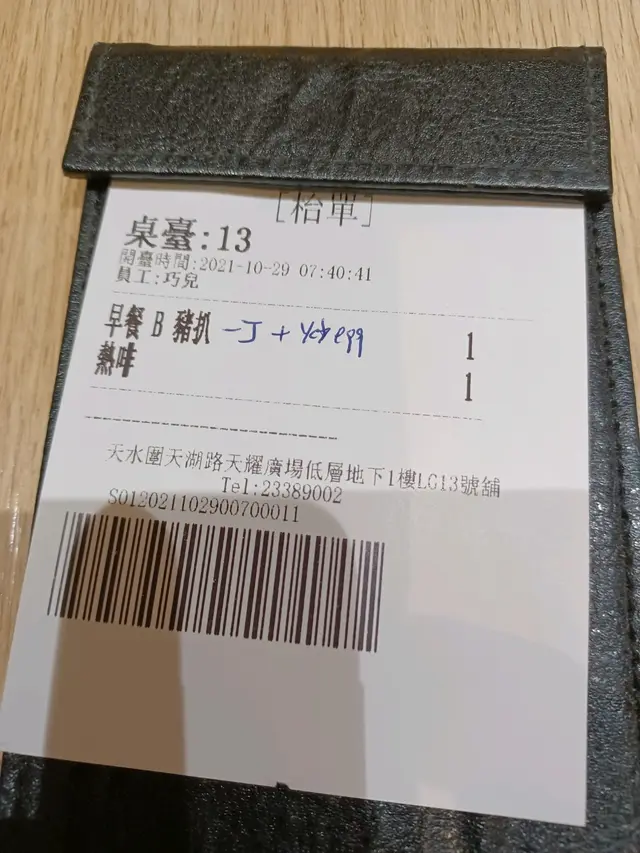 [枱單]
桌臺:13
開臺時間:2021-10-29 07:40:41
員工:巧兒
早餐 B 豬扒 一丁 + egg 1
熱啡 1
天水圍天湖路天耀廣場低層地下1樓LG13號舖
Tel:23389002
S012021102900700011